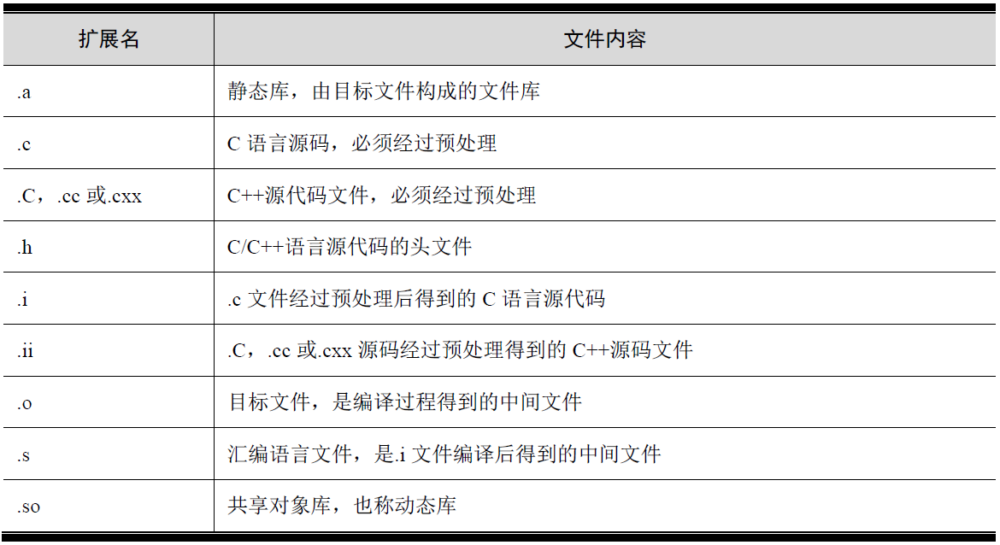 扩展名 文件内容
.a 静态库，由目标文件构成的文件库
.c C 语言源码，必须经过预处理
.C，.cc 或.cxx C++源代码文件，必须经过预处理
.h C/C++语言源代码的头文件
.i .c 文件经过预处理后得到的 C 语言源代码
.ii .C，.cc 或.cxx 源码经过预处理得到的 C++源码文件
.o 目标文件，是编译过程得到的中间文件
.s 汇编语言文件，是.i 文件编译后得到的中间文件
.so 共享对象库，也称动态库